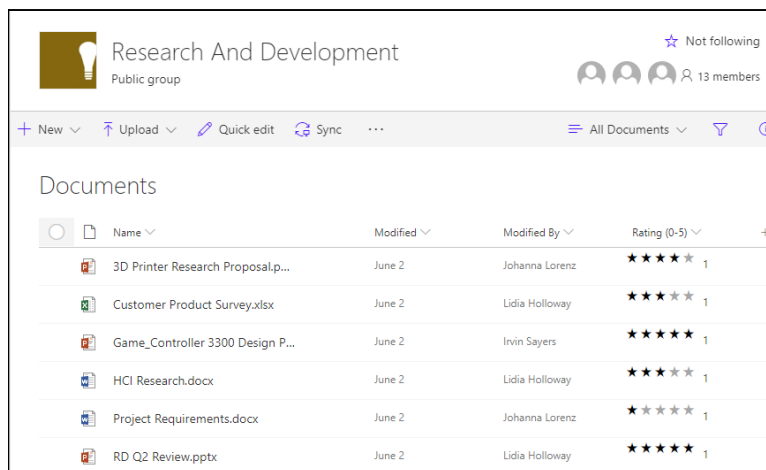 Research And Development
Public group
Not following
13 members
New
Upload
Quick edit
Sync
...
All Documents
Documents
Name
Modified
Modified By
Rating (0-5)
3D Printer Research Proposal.p... June 2 Johanna Lorenz 1
Customer Product Survey.xlsx June 2 Lidia Holloway 1
Game_Controller 3300 Design P... June 2 Irvin Sayers 1
HCI Research.docx June 2 Lidia Holloway 1
Project Requirements.docx June 2 Johanna Lorenz 1
RD Q2 Review.pptx June 2 Lidia Holloway 1